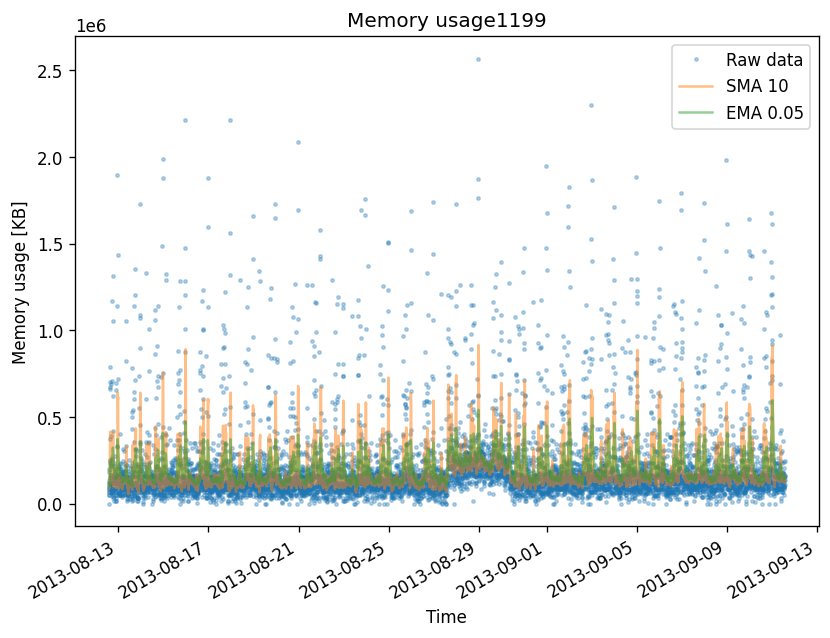 Memory usage1199
1e6
Raw data
SMA 10
EMA 0.05
Memory usage [KB]
2.5
2.0
1.5
1.0
0.5
0.0
2013-08-13
2013-08-17
2013-08-21
2013-08-25
2013-08-29
2013-09-01
2013-09-05
2013-09-09
2013-09-13
Time